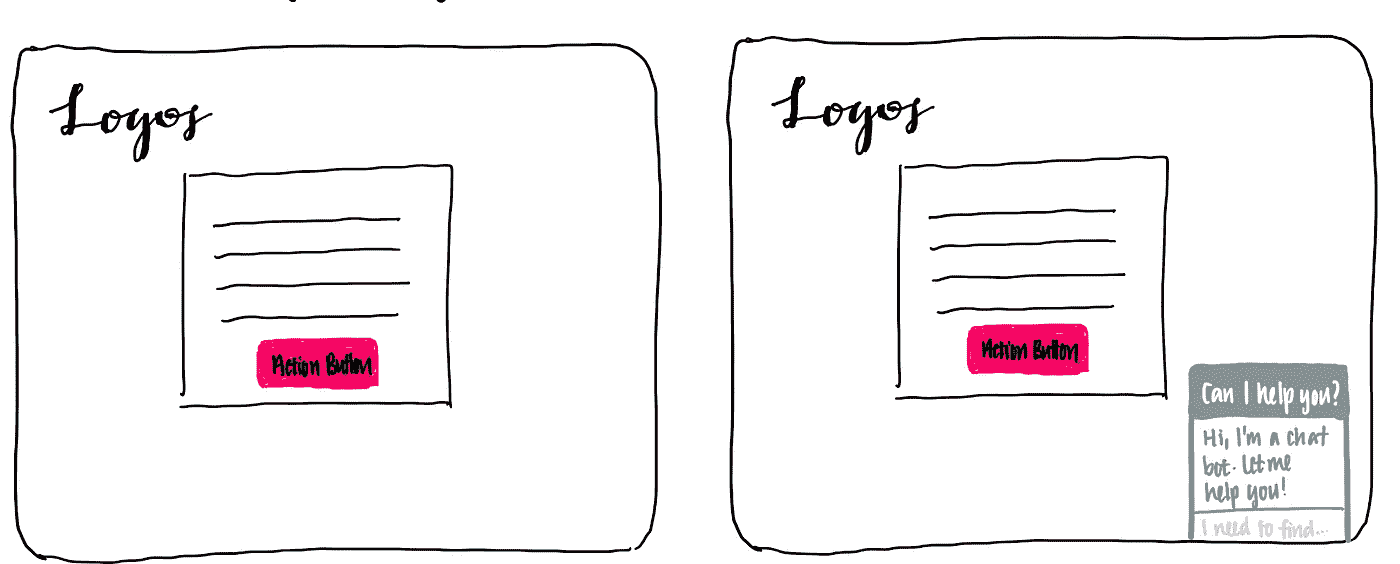 Logos
Action Button
Logos
Action Button
Can I help you?
Hi, I'm a chat
bot. Let me
help you!
I need to find...